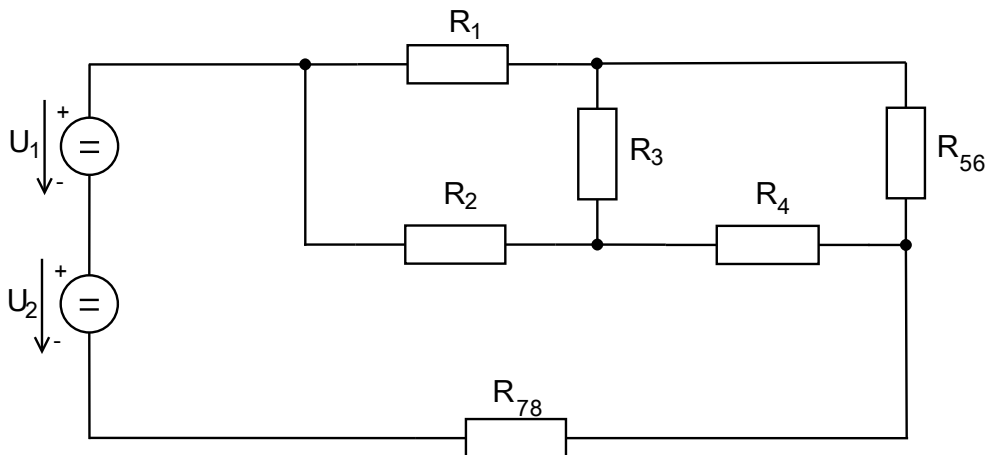 R1
+
U1
-
=
R3
R56
R2
R4
+
U2
-
=
R78